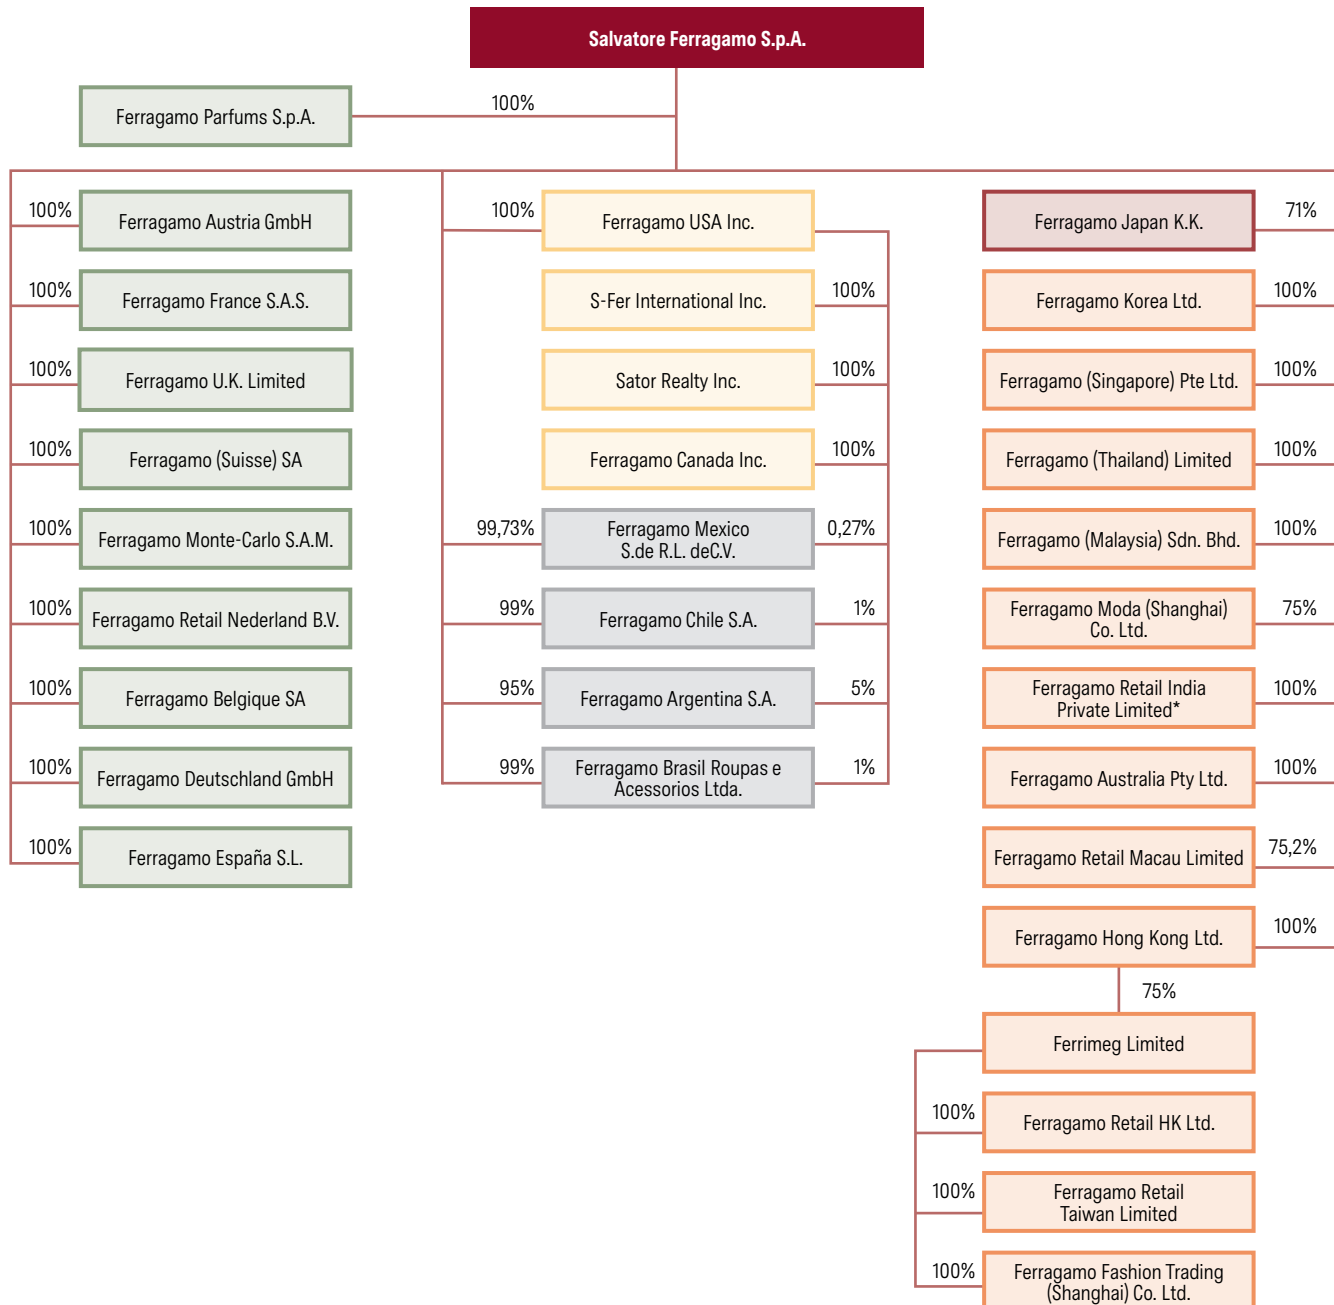 Salvatore Ferragamo S.p.A.
Ferragamo Parfums S.p.A.
100%
100%
Ferragamo Austria GmbH
100%
Ferragamo France S.A.S.
100%
Ferragamo U.K. Limited
100%
Ferragamo (Suisse) SA
100%
Ferragamo Monte-Carlo S.A.M.
100%
Ferragamo Retail Nederland B.V.
100%
Ferragamo Belgique SA
100%
Ferragamo Deutschland GmbH
100%
Ferragamo España S.L.
100%
Ferragamo USA Inc.
S-Fer International Inc.
100%
Sator Realty Inc.
100%
Ferragamo Canada Inc.
100%
99,73%
Ferragamo Mexico
S.de R.L. deC.V.
0,27%
99%
Ferragamo Chile S.A.
1%
95%
Ferragamo Argentina S.A.
5%
99%
Ferragamo Brasil Roupas e
Acessorios Ltda.
1%
Ferragamo Japan K.K.
71%
Ferragamo Korea Ltd.
100%
Ferragamo (Singapore) Pte Ltd.
100%
Ferragamo (Thailand) Limited
100%
Ferragamo (Malaysia) Sdn. Bhd.
100%
Ferragamo Moda (Shanghai)
Co. Ltd.
75%
Ferragamo Retail India
Private Limited*
100%
Ferragamo Australia Pty Ltd.
100%
Ferragamo Retail Macau Limited
75,2%
Ferragamo Hong Kong Ltd.
100%
75%
Ferrimeg Limited
100%
Ferragamo Retail HK Ltd.
100%
Ferragamo Retail
Taiwan Limited
100%
Ferragamo Fashion Trading
(Shanghai) Co. Ltd.